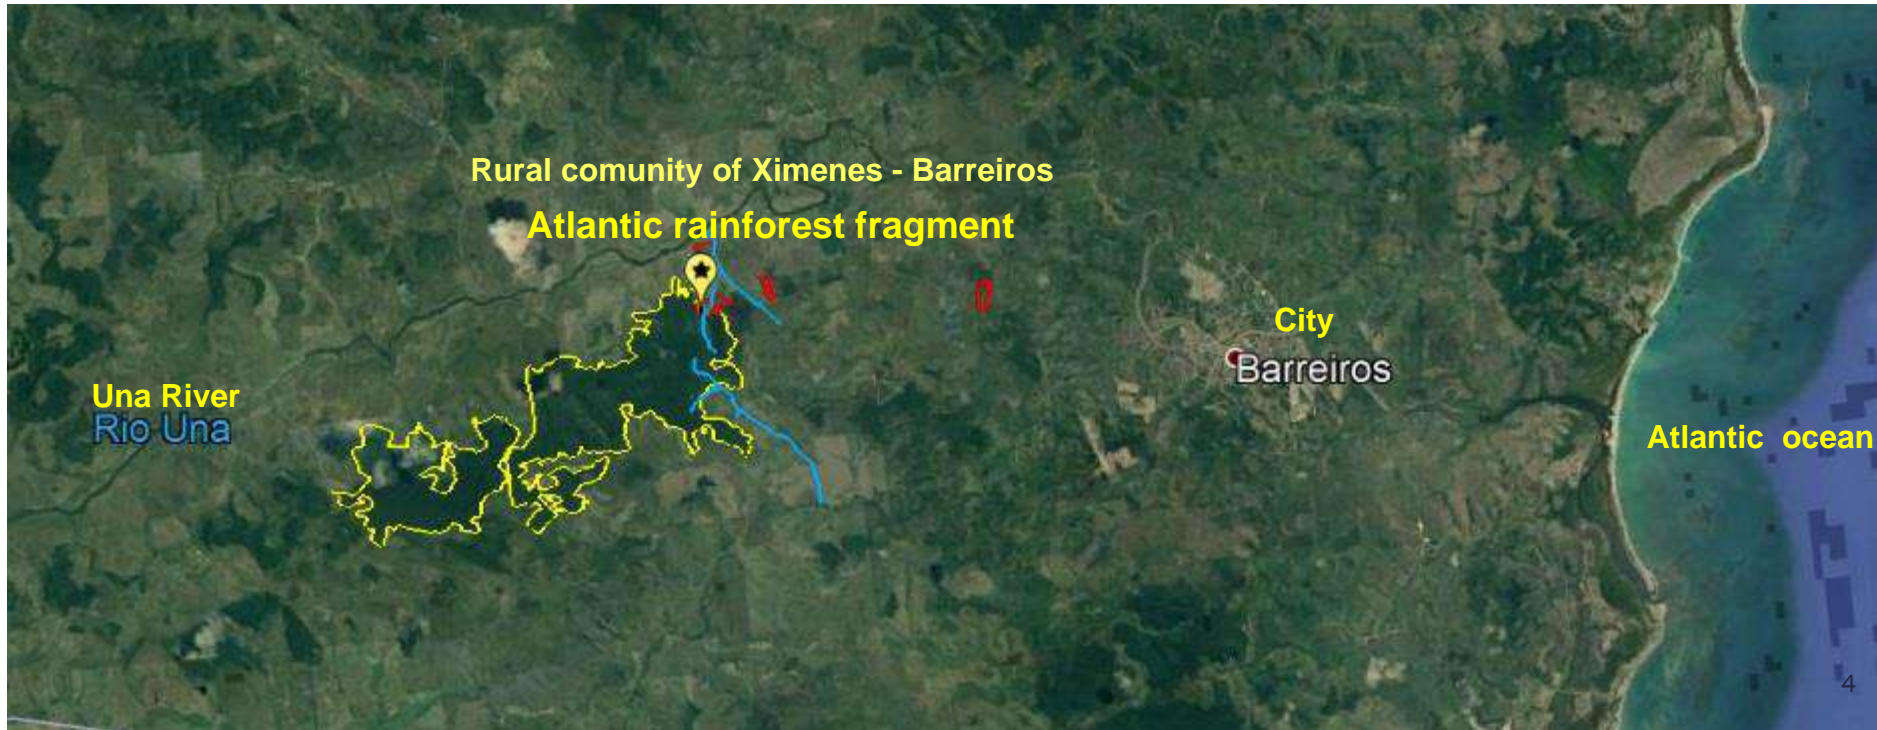 Rural comunity of Ximenes - Barreiros
Atlantic rainforest fragment
City
Barreiros
Una River
Rio Una
Atlantic ocean
4